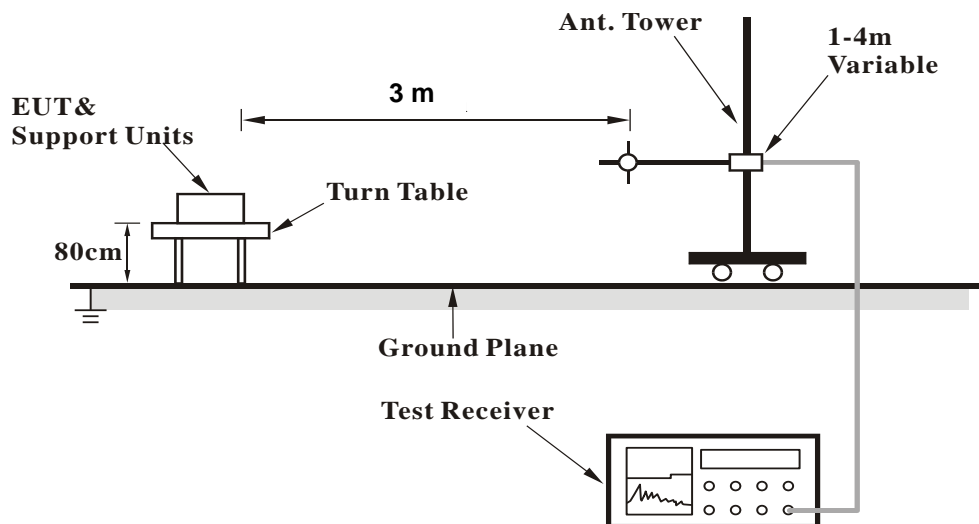 Ant. Tower
1-4m
Variable
3 m
EUT&
Support Units
Turn Table
80cm
Ground Plane
Test Receiver